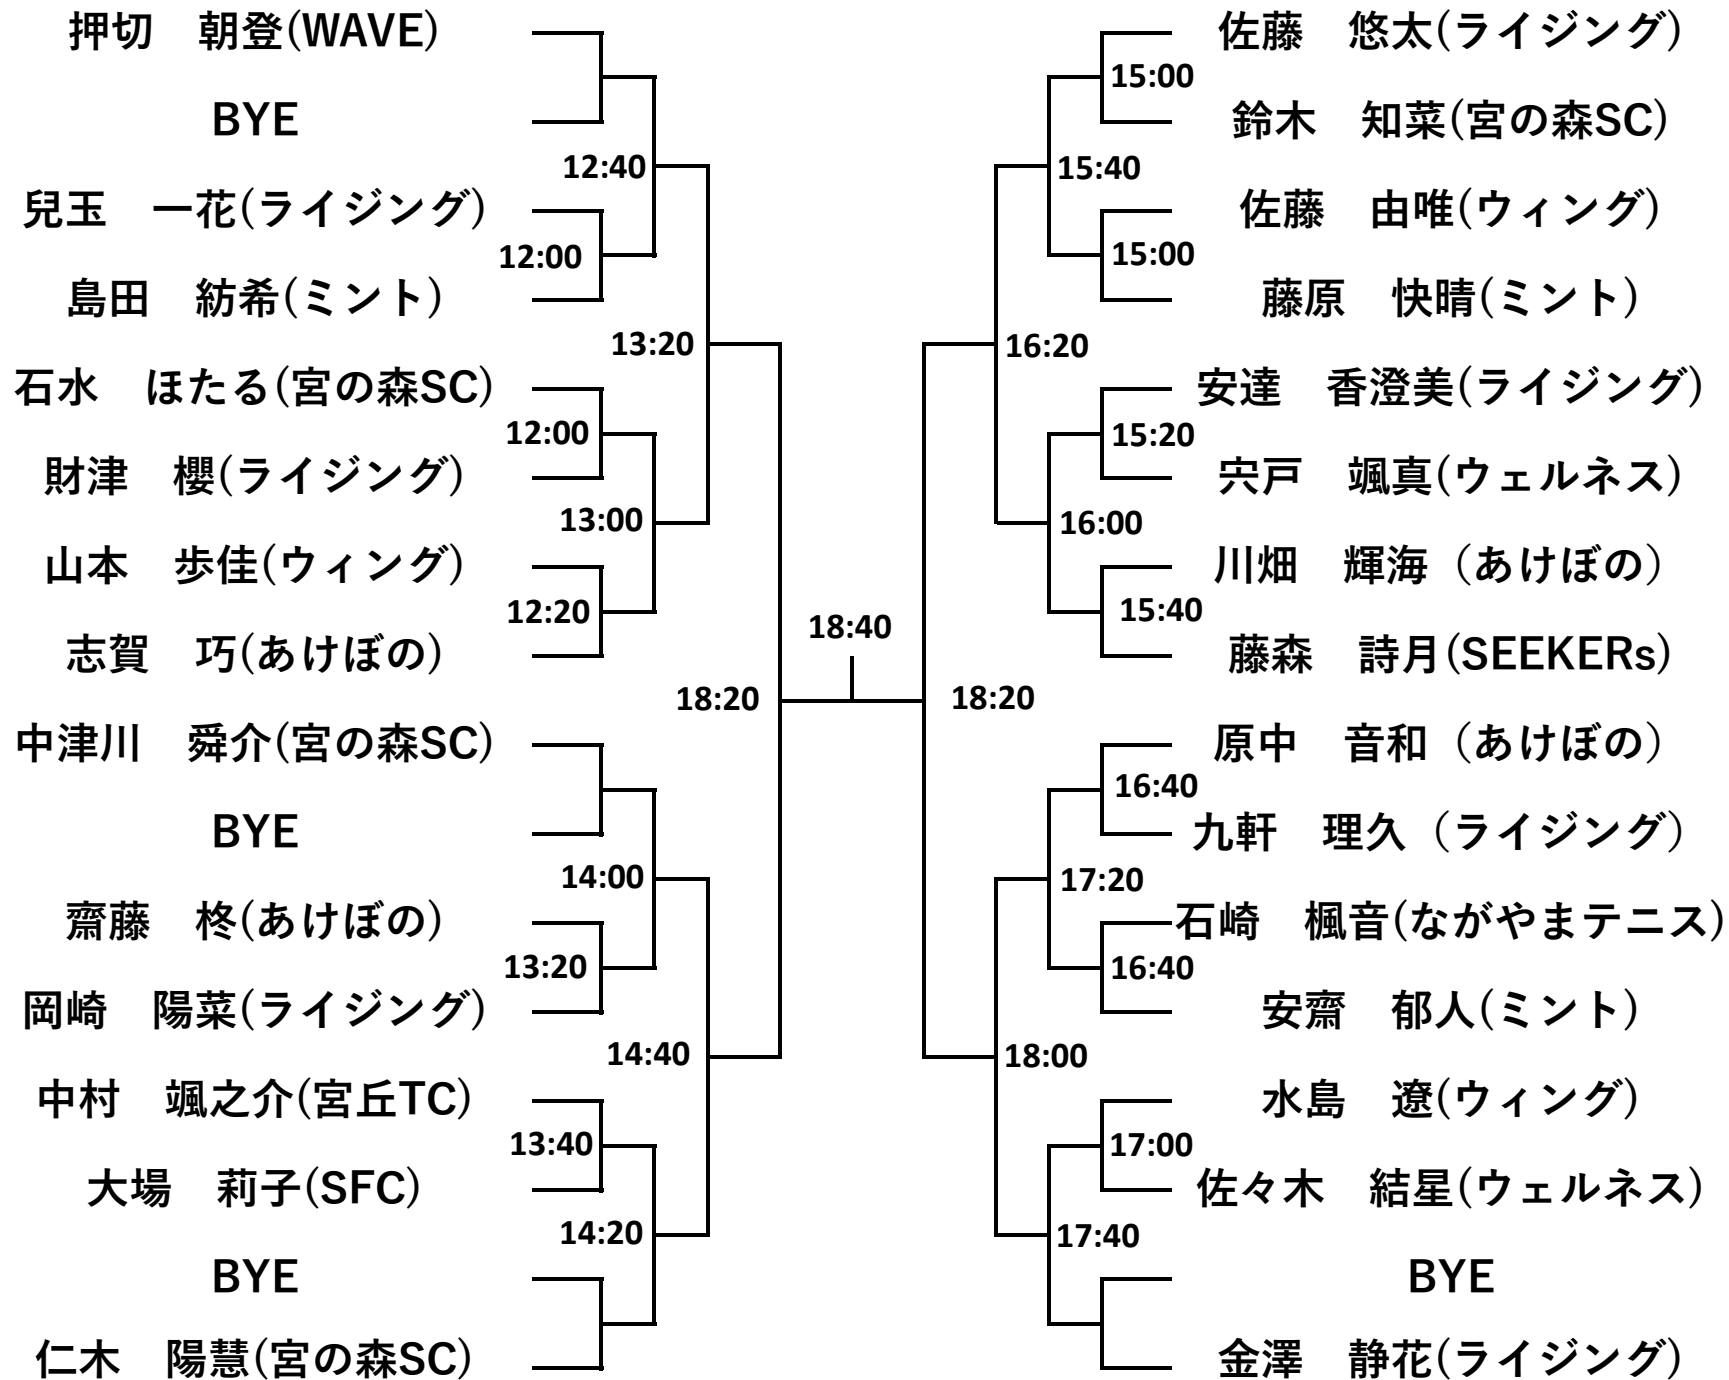 押切　朝登(WAVE)
BYE
12:40
兒玉　一花(ライジング)
12:00
島田　紡希(ミント)
13:20
石水　ほたる(宮の森SC)
12:00
財津　櫻(ライジング)
13:00
山本　歩佳(ウィング)
12:20
志賀　巧(あけぼの)
18:20
中津川　舜介(宮の森SC)
BYE
14:00
齋藤　柊(あけぼの)
13:20
岡崎　陽菜(ライジング)
14:40
中村　颯之介(宮丘TC)
13:40
大場　莉子(SFC)
14:20
BYE
仁木　陽慧(宮の森SC)
18:40
佐藤　悠太(ライジング)
15:00
鈴木　知菜(宮の森SC)
15:40
佐藤　由唯(ウィング)
15:00
藤原　快晴(ミント)
16:20
安達　香澄美(ライジング)
15:20
宍戸　颯真(ウェルネス)
16:00
川畑　輝海（あけぼの）
15:40
藤森　詩月(SEEKERs)
18:20
原中　音和（あけぼの）
16:40
九軒　理久（ライジング）
17:20
石崎　楓音(ながやまテニス)
16:40
安齋　郁人(ミント)
18:00
水島　遼(ウィング)
17:00
佐々木　結星(ウェルネス)
17:40
BYE
金澤　静花(ライジング)